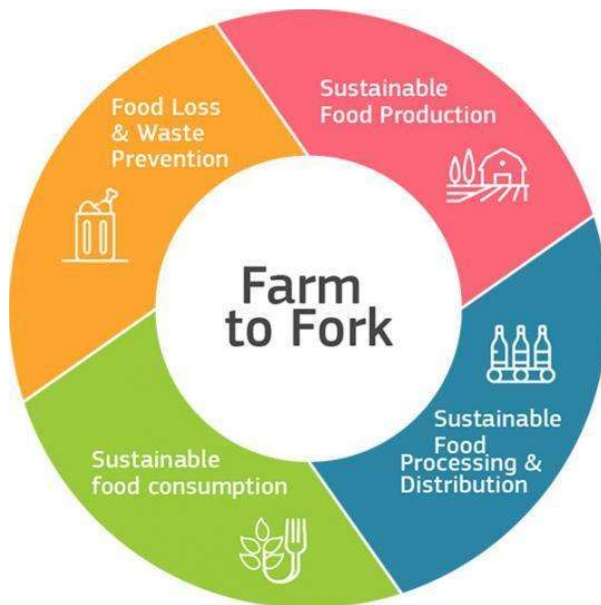 Food Loss
& Waste
Prevention
Sustainable
Food Production
Farm
to Fork
Sustainable
Food
Processing &
Distribution
Sustainable
food consumption